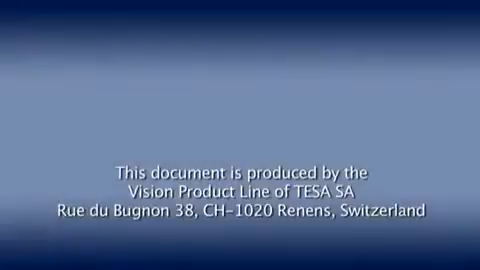 This document is produced by the
Vision Product Line of TESA SA
Rue du Bugnon 38, CH-1020 Renens, Switzerland